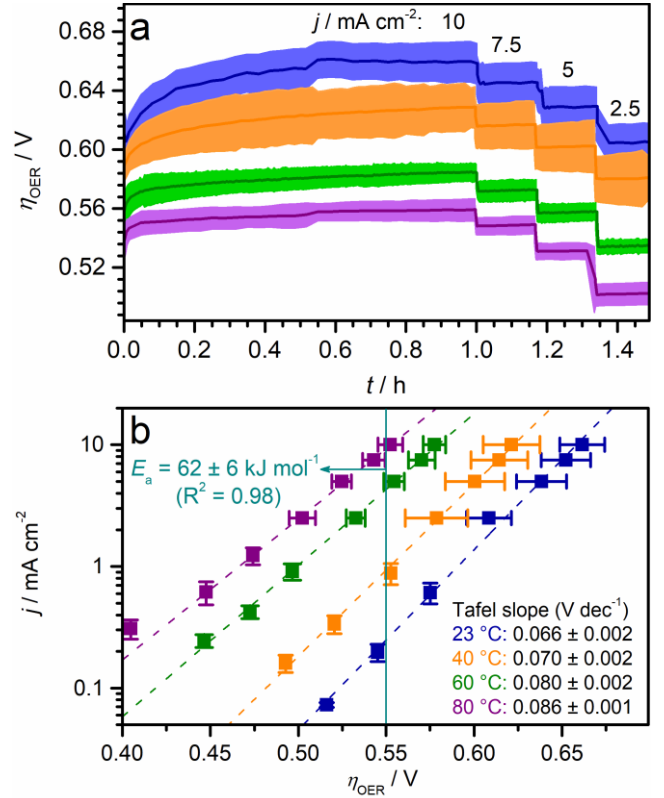 a
j / mA cm⁻²: 10
7.5
5
2.5
0.68
0.64
0.60
0.56
0.52
η_OER / V
0.0 0.2 0.4 0.6 0.8 1.0 1.2 1.4
t / h
b
E_a = 62 ± 6 kJ mol⁻¹
(R² = 0.98)
10
1
0.1
j / mA cm⁻²
Tafel slope (V dec⁻¹)
23 °C: 0.066 ± 0.002
40 °C: 0.070 ± 0.002
60 °C: 0.080 ± 0.002
80 °C: 0.086 ± 0.001
0.40 0.45 0.50 0.55 0.60 0.65
η_OER / V